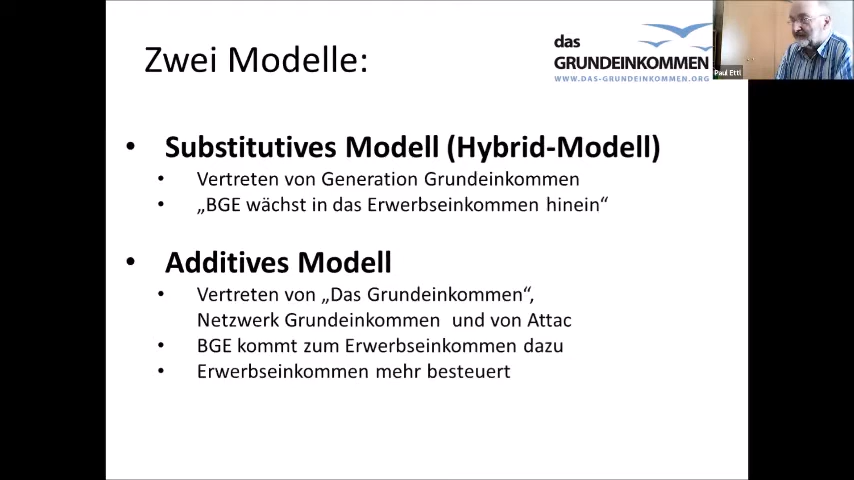 Zwei Modelle:
das
GRUNDEINKOMMEN
WWW.DAS-GRUNDEINKOMMEN.ORG
Paul Ettl
• Substitutives Modell (Hybrid-Modell)
• Vertreten von Generation Grundeinkommen
• „BGE wächst in das Erwerbseinkommen hinein“
• Additives Modell
• Vertreten von „Das Grundeinkommen“,
Netzwerk Grundeinkommen und von Attac
• BGE kommt zum Erwerbseinkommen dazu
• Erwerbseinkommen mehr besteuert